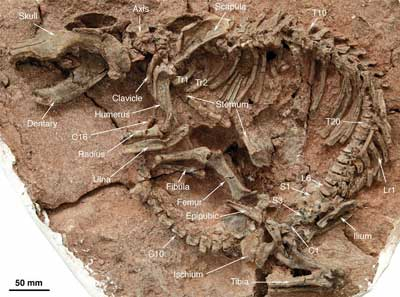 Skull
Axis
Scapula
T10
Tr1
Tr2
Clavicle
Sternum
Humerus
Dentary
C16
T20
Radius
L6
Ulna
S1
Lr1
Fibula
S3
Femur
Epipubic
C1
Ilium
C10
Ischium
Tibia
50 mm